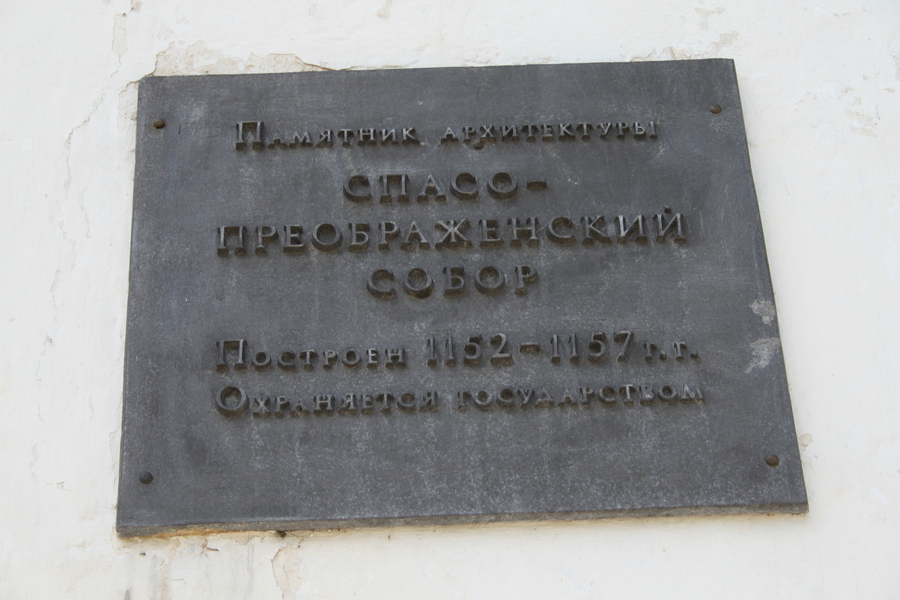 Памятник архитектуры
СПАСО-
ПРЕОБРАЖЕНСКИЙ
СОБОР
Построен 1152-1157 г.г.
Охраняется государством